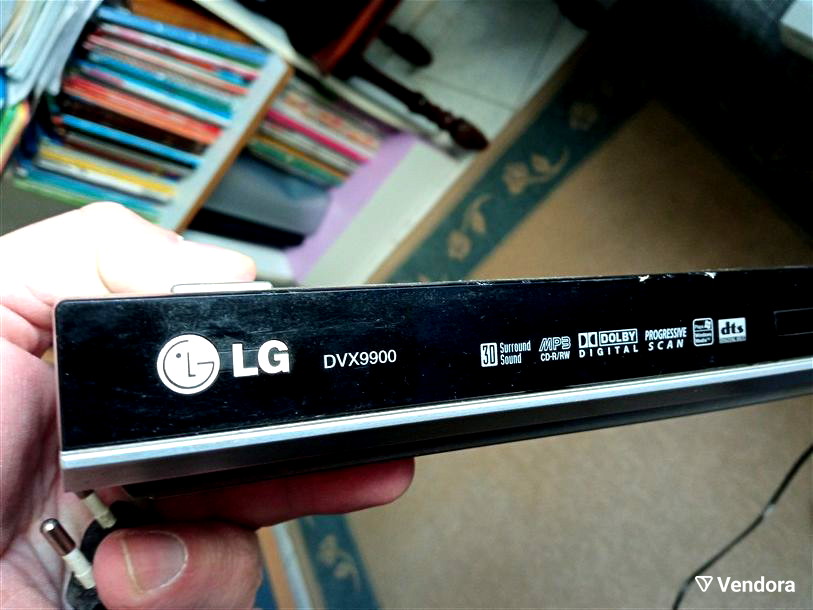 LG
DVX9900
3D Surround Sound
MP3
CD-R/RW
DOLBY
DIGITAL
PROGRESSIVE
SCAN
dts
Vendora